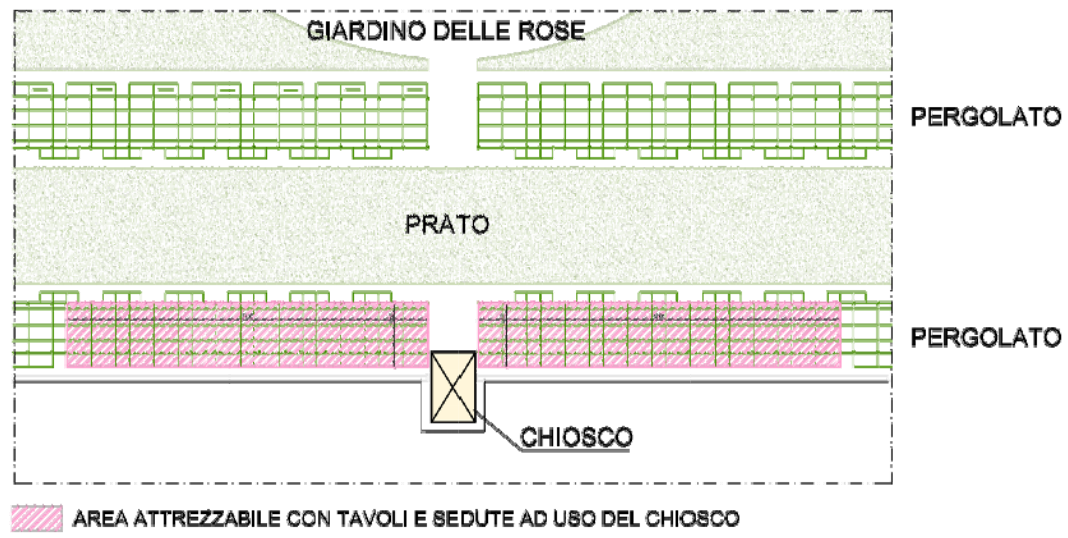 GIARDINO DELLE ROSE
PERGOLATO
PRATO
PERGOLATO
CHIOSCO
AREA ATTREZZABILE CON TAVOLI E SEDUTE AD USO DEL CHIOSCO